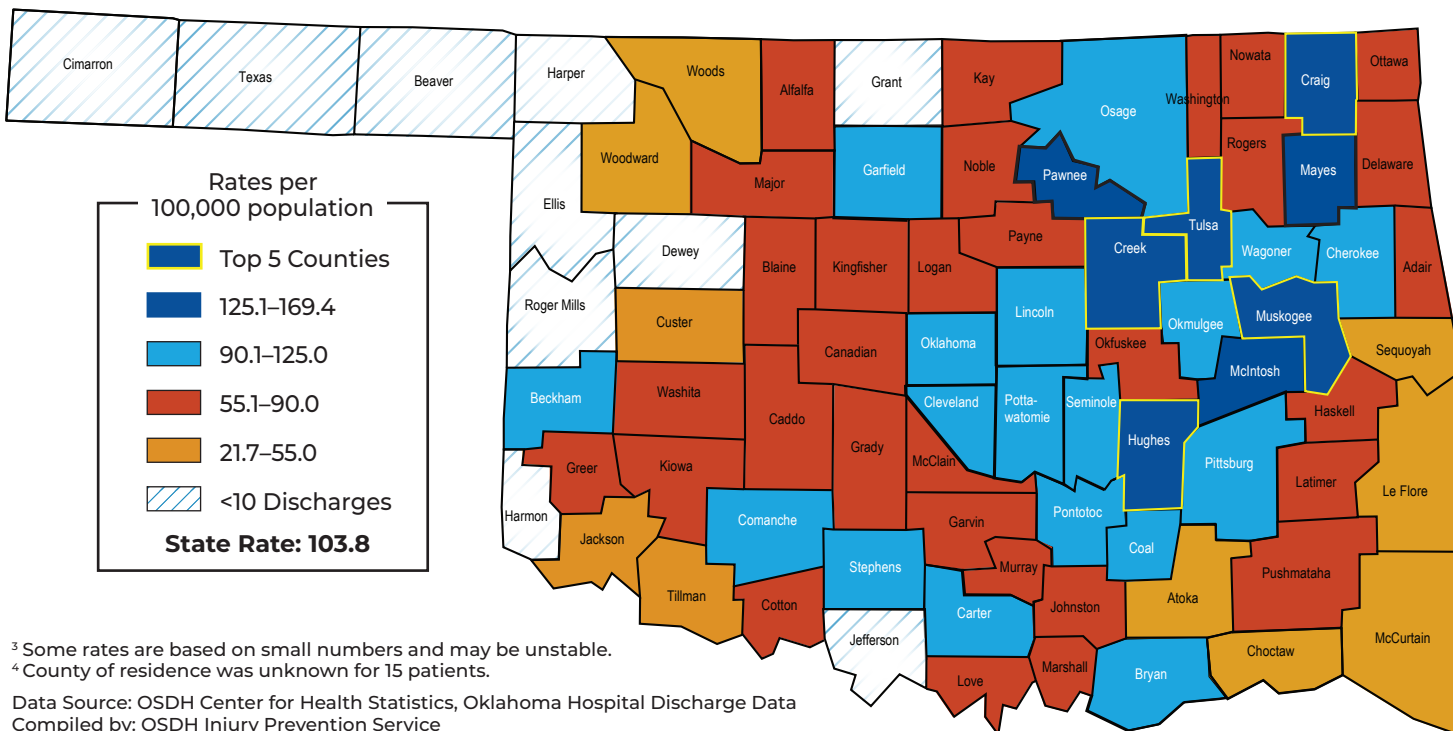 Cimarron
Texas
Beaver
Harper
Woods
Alfalfa
Grant
Kay
Osage
Washington
Nowata
Craig
Ottawa
Woodward
Major
Garfield
Noble
Pawnee
Rogers
Mayes
Delaware
Ellis
Dewey
Blaine
Kingfisher
Logan
Payne
Creek
Tulsa
Wagoner
Cherokee
Adair
Roger Mills
Custer
Canadian
Oklahoma
Lincoln
Okfuskee
Okmulgee
Muskogee
McIntosh
Sequoyah
Beckham
Washita
Caddo
Grady
McClain
Cleveland
Potta-
watomie
Seminole
Hughes
Pittsburg
Haskell
Latimer
Le Flore
Greer
Kiowa
Harmon
Jackson
Comanche
Garvin
Pontotoc
Coal
Tillman
Cotton
Stephens
Murray
Johnston
Atoka
Pushmataha
McCurtain
Jefferson
Carter
Love
Marshall
Bryan
Choctaw
Rates per
100,000 population
Top 5 Counties
125.1–169.4
90.1–125.0
55.1–90.0
21.7–55.0
<10 Discharges
State Rate: 103.8
3 Some rates are based on small numbers and may be unstable.
4 County of residence was unknown for 15 patients.
Data Source: OSDH Center for Health Statistics, Oklahoma Hospital Discharge Data
Compiled by: OSDH Injury Prevention Service